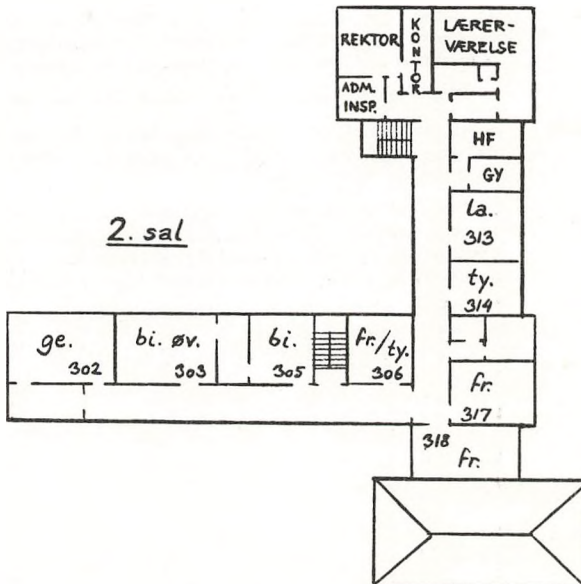 REKTOR
KONTOR
LÆRER-
VÆRELSE
ADM.
INSP.
HF
GY
la.
313
ty.
314
2. sal
ge.
302
bi. øv.
303
bi.
305
fr./ty.
306
fr.
317
318
fr.